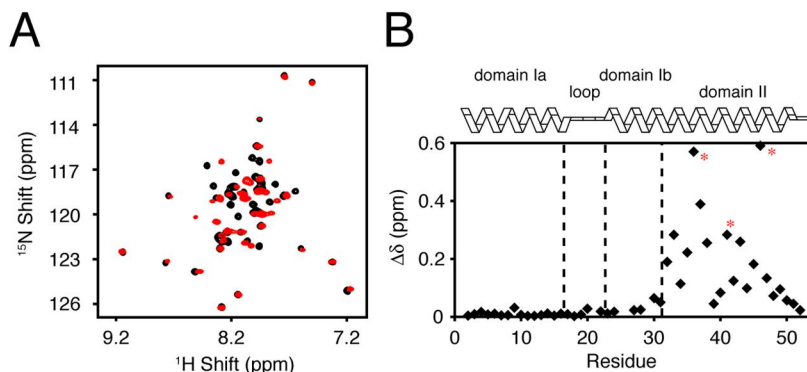 A
111
114
117
120
123
126
¹⁵N Shift (ppm)
9.2 8.2 7.2
¹H Shift (ppm)
B
domain Ia domain Ib
loop domain II
0.6
0.4
0.2
0
Δδ (ppm)
* * *
0 10 20 30 40 50
Residue